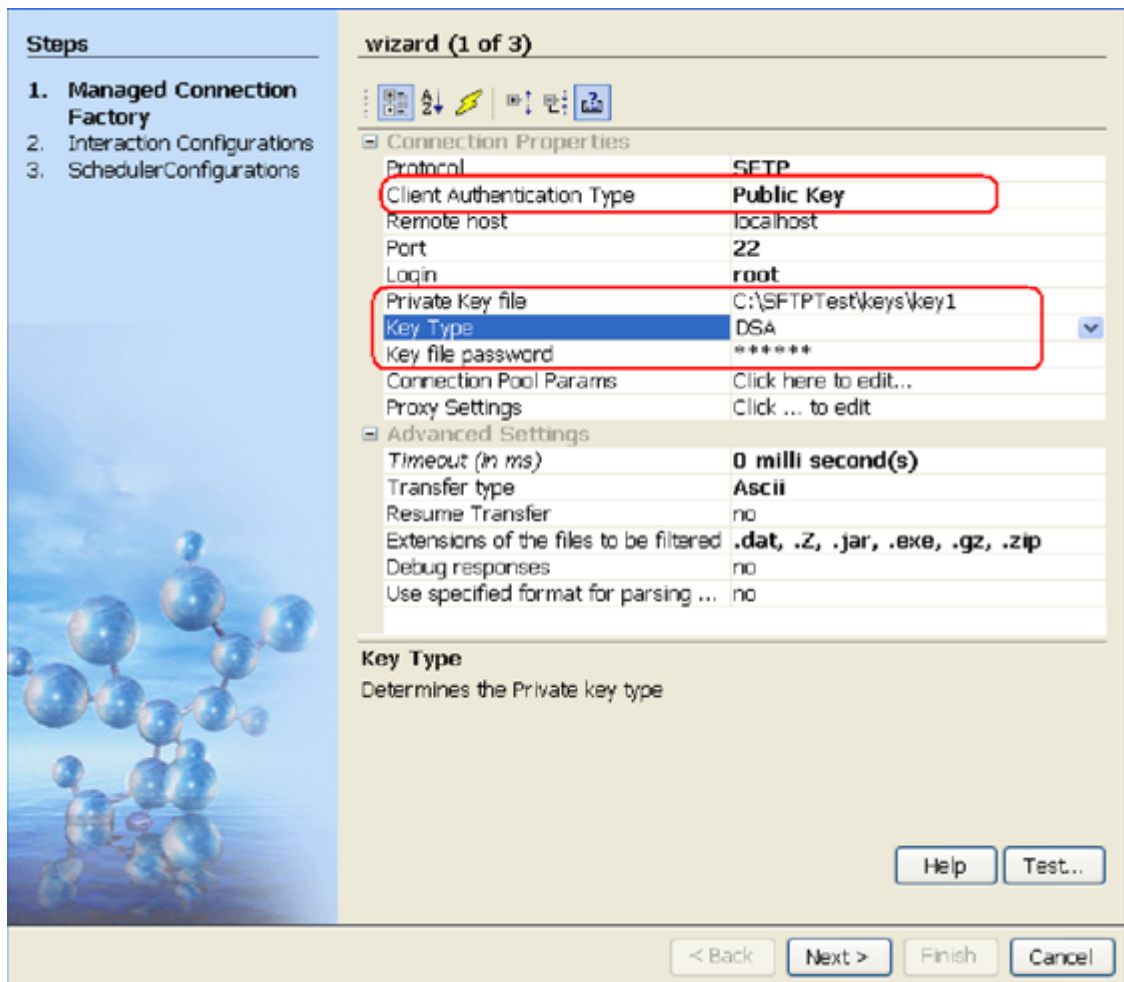 Steps
1. Managed Connection
Factory
2. Interaction Configurations
3. SchedulerConfigurations
wizard (1 of 3)
Connection Properties
Protocol SFTP
Client Authentication Type Public Key
Remote host localhost
Port 22
Login root
Private Key file C:\SFTPTest\keys\key1
Key Type DSA
Key file password ******
Connection Pool Params Click here to edit...
Proxy Settings Click ... to edit
Advanced Settings
Timeout (in ms) 0 milli second(s)
Transfer type Ascii
Resume Transfer no
Extensions of the files to be filtered .dat, .Z, .jar, .exe, .gz, .zip
Debug responses no
Use specified format for parsing ... no
Key Type
Determines the Private key type
Help Test...
< Back Next > Finish Cancel